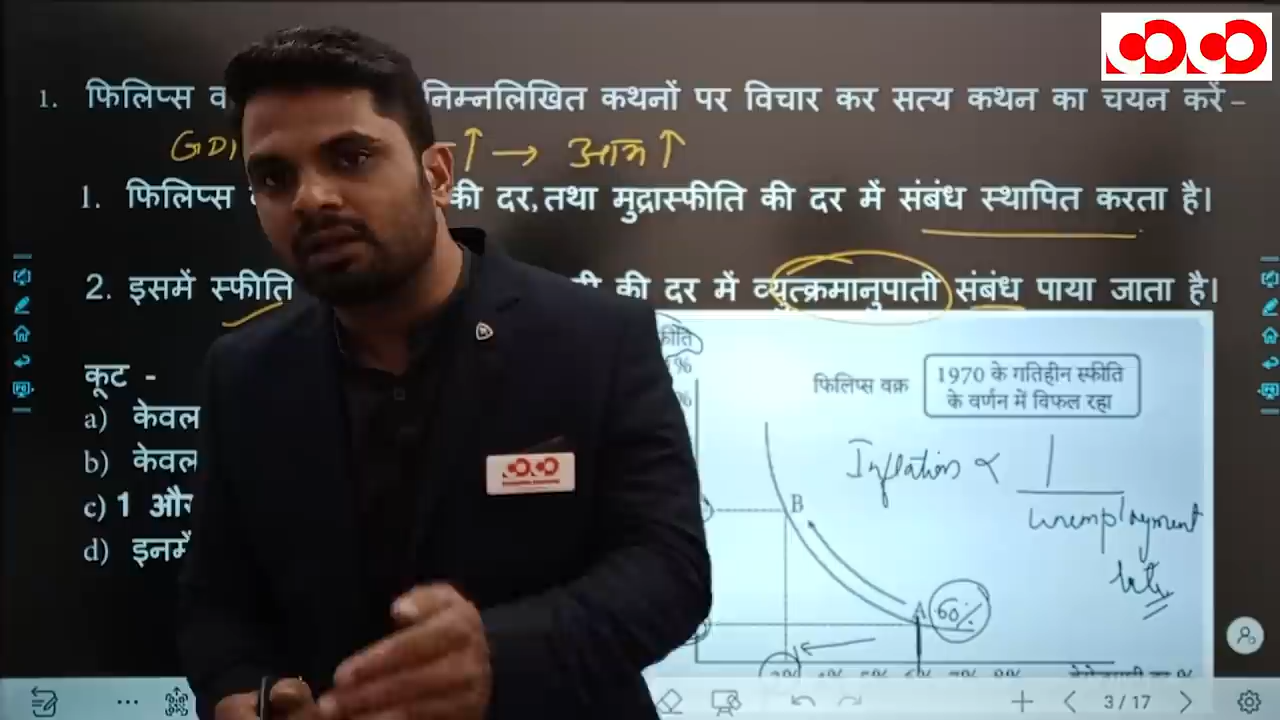 1. फिलिप्स व निम्नलिखित कथनों पर विचार कर सत्य कथन का चयन करें –
GDI ↑ → आय ↑
1. फिलिप्स की दर, तथा मुद्रास्फीति की दर में संबंध स्थापित करता है।
2. इसमें स्फीति की दर में व्युत्क्रमानुपाती संबंध पाया जाता है।
कूट -
a) केवल
b) केवल
c) 1 और
d) इनमें
फिलिप्स वक्र
1970 के गतिहीन स्फीति
के वर्णन में विफल रहा
Inflation ∝ 1
unemployment
B
A 60%
3/17